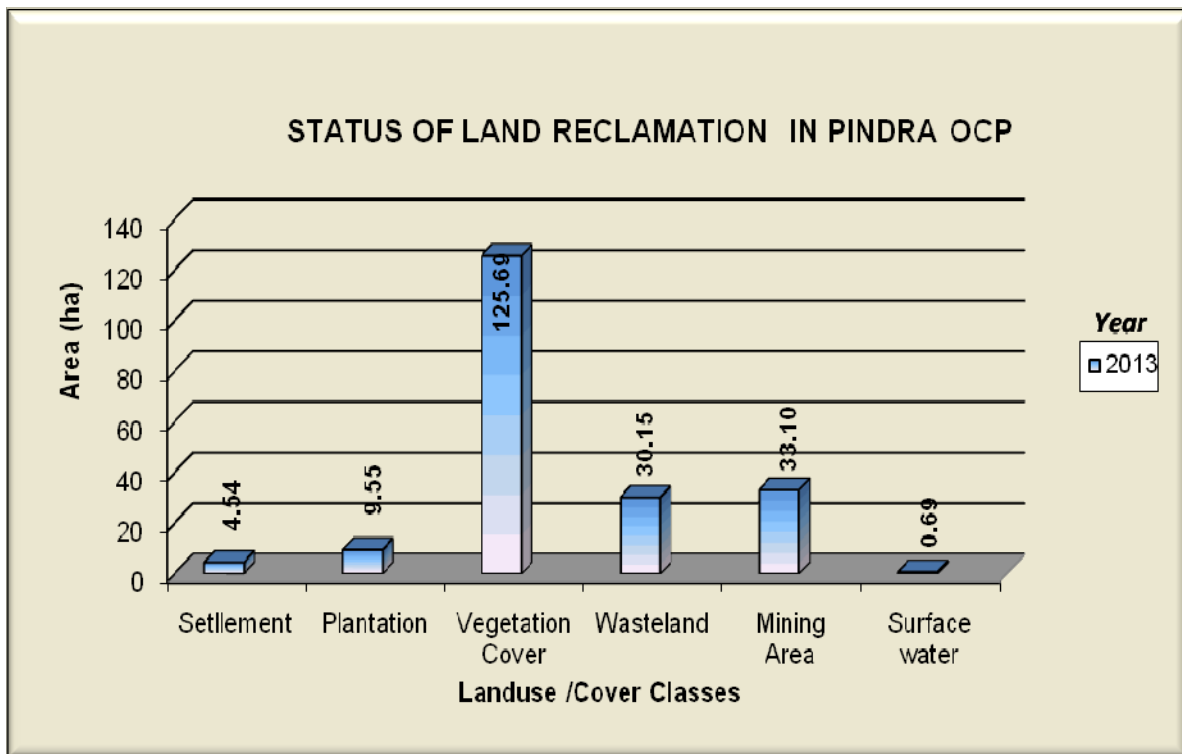 STATUS OF LAND RECLAMATION IN PINDRA OCP
Area (ha)
140
120
100
80
60
40
20
0
4.54
9.55
125.69
30.15
33.10
0.69
Setllement
Plantation
Vegetation
Cover
Wasteland
Mining
Area
Surface
water
Landuse /Cover Classes
Year
2013